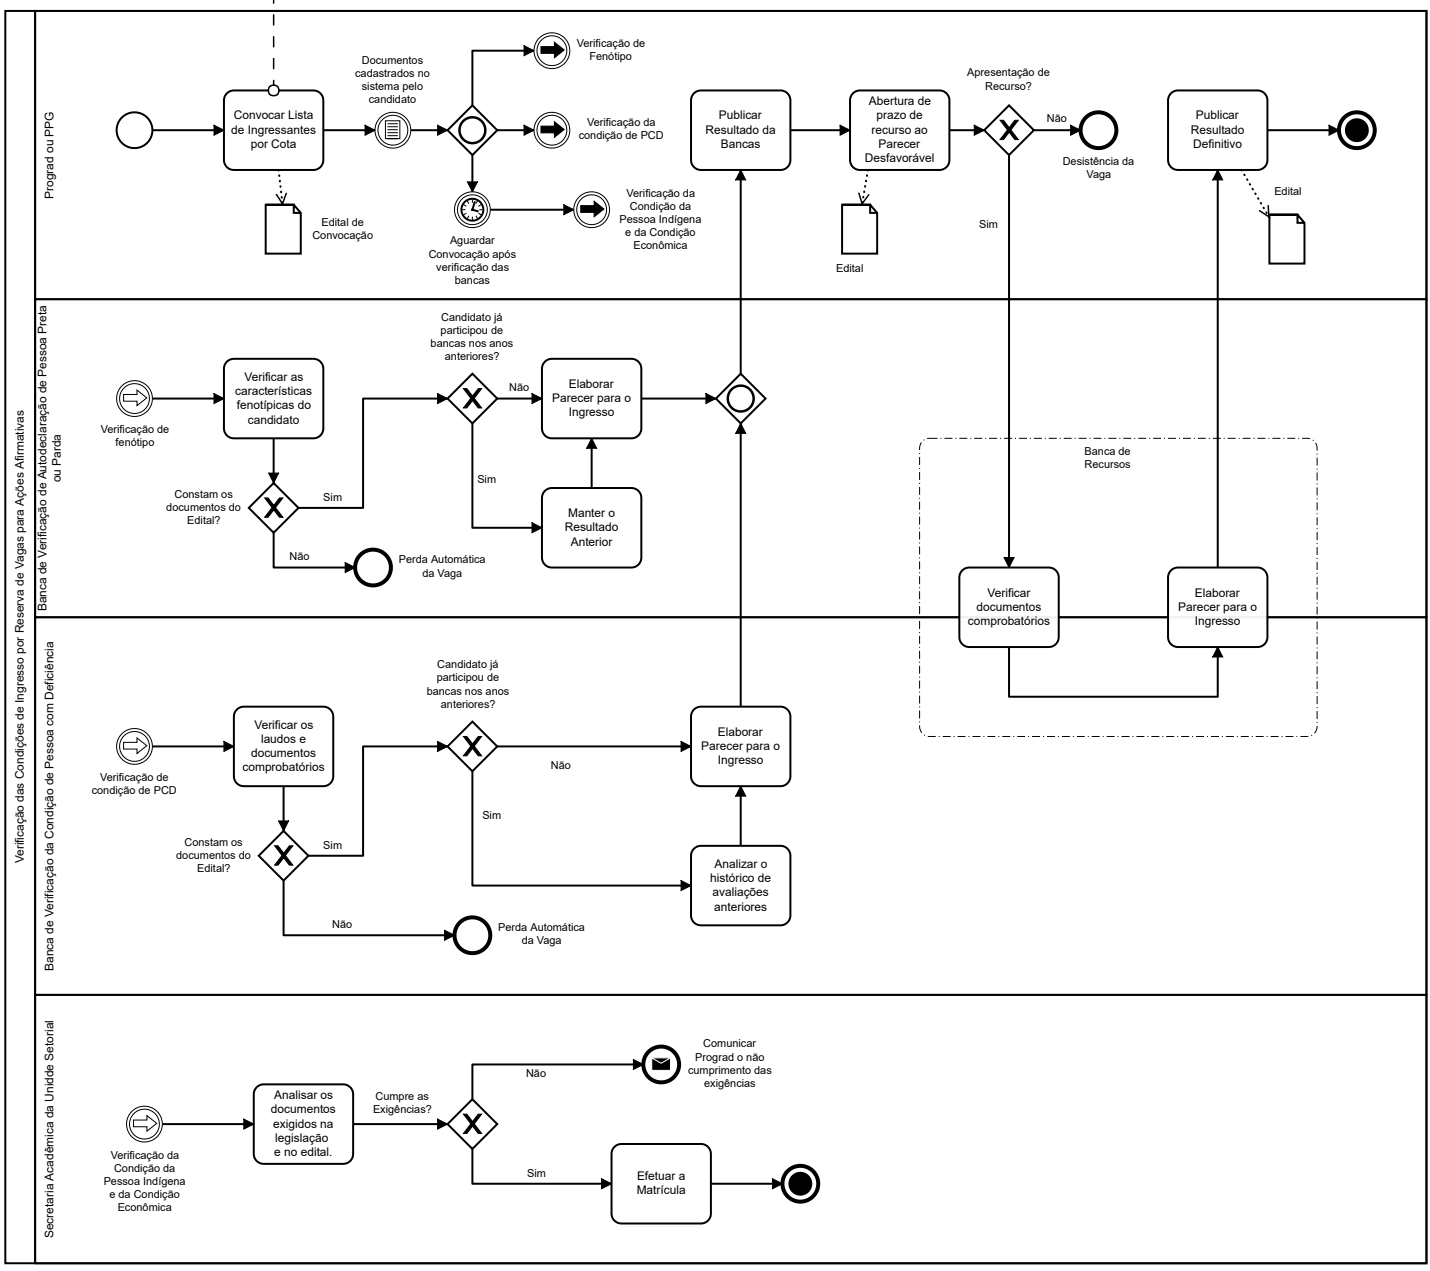 Verificação das Condições de Ingresso por Reserva de Vagas para Ações Afirmativas
Prograd ou PPG
Convocar Lista
de Ingressantes
por Cota
Edital de
Convocação
Documentos
cadastrados no
sistema pelo
candidato
Verificação de
Fenótipo
Verificação da
condição de PCD
Aguardar
Convocação após
verificação das
bancas
Verificação da
Condição da
Pessoa Indígena
e da Condição
Econômica
Publicar
Resultado da
Bancas
Abertura de
prazo de
recurso ao
Parecer
Desfavorável
Edital
Apresentação de
Recurso?
Não
Desistência da
Vaga
Sim
Publicar
Resultado
Definitivo
Edital
Banca de Verificação de Autodeclaração de Pessoa Preta
ou Parda
Verificação de
fenótipo
Verificar as
características
fenotípicas do
candidato
Constam os
documentos do
Edital?
Sim
Não
Perda Automática
da Vaga
Candidato já
participou de
bancas nos anos
anteriores?
Não
Sim
Elaborar
Parecer para o
Ingresso
Manter o
Resultado
Anterior
Banca de
Recursos
Verificar
documentos
comprobatórios
Elaborar
Parecer para o
Ingresso
Banca de Verificação da Condição de Pessoa com Deficiência
Verificação de
condição de PCD
Verificar os
laudos e
documentos
comprobatórios
Constam os
documentos do
Edital?
Sim
Não
Perda Automática
da Vaga
Candidato já
participou de
bancas nos anos
anteriores?
Não
Sim
Elaborar
Parecer para o
Ingresso
Analizar o
histórico de
avaliações
anteriores
Secretaria Acadêmica da Unidde Setorial
Verificação da
Condição da
Pessoa Indígena
e da Condição
Econômica
Analisar os
documentos
exigidos na
legislação
e no edital.
Cumpre as
Exigências?
Não
Comunicar
Prograd o não
cumprimento das
exigências
Sim
Efetuar a
Matrícula